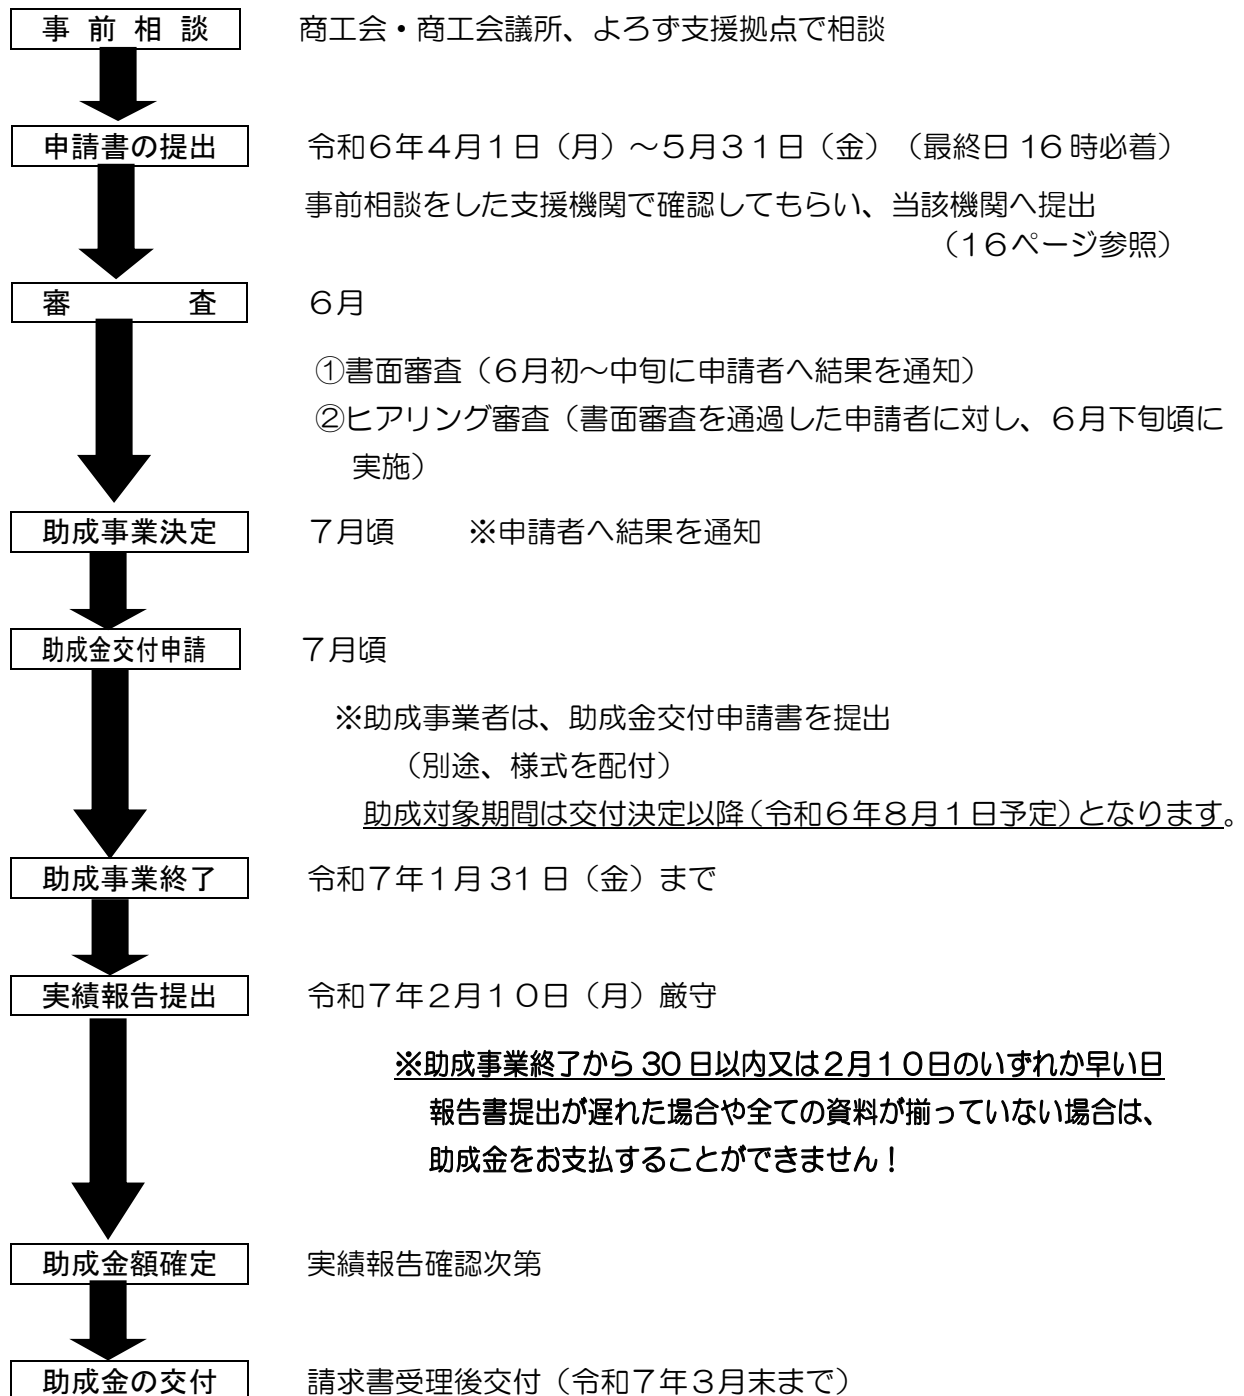 事前相談　商工会・商工会議所、よろず支援拠点で相談
申請書の提出　令和６年４月１日（月）～５月３１日（金）（最終日 16 時必着）
事前相談をした支援機関で確認してもらい、当該機関へ提出
（１６ページ参照）
審査　６月
①書面審査（６月初～中旬に申請者へ結果を通知）
②ヒアリング審査（書面審査を通過した申請者に対し、６月下旬頃に
実施）
助成事業決定　７月頃　※申請者へ結果を通知
助成金交付申請　７月頃
※助成事業者は、助成金交付申請書を提出
（別途、様式を配付）
助成対象期間は交付決定以降（令和６年８月１日予定）となります。
助成事業終了　令和７年１月 31 日（金）まで
実績報告提出　令和７年２月１０日（月）厳守
※助成事業終了から 30 日以内又は２月１０日のいずれか早い日
報告書提出が遅れた場合や全ての資料が揃っていない場合は、
助成金をお支払することができません！
助成金額確定　実績報告確認次第
助成金の交付　請求書受理後交付（令和７年３月末まで）